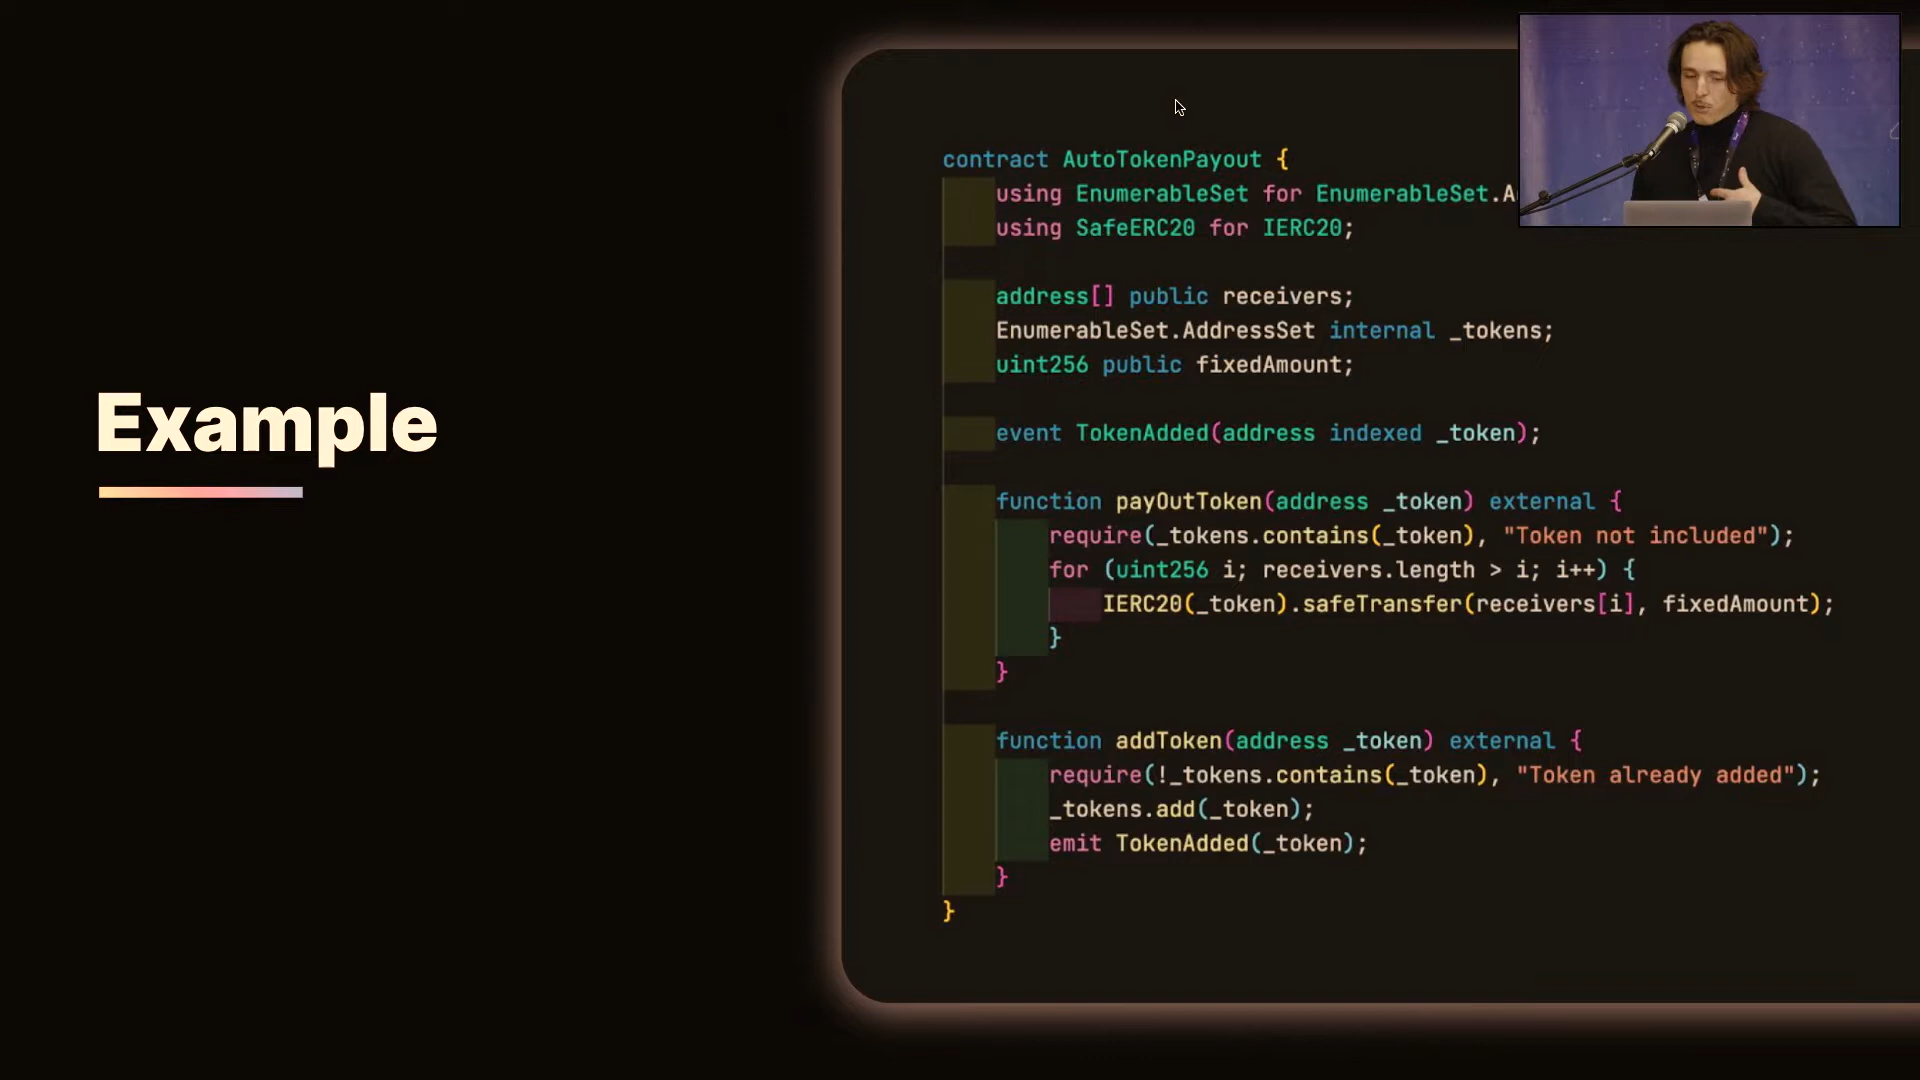 Example
contract AutoTokenPayout {
using EnumerableSet for EnumerableSet.A
using SafeERC20 for IERC20;
address[] public receivers;
EnumerableSet.AddressSet internal _tokens;
uint256 public fixedAmount;
event TokenAdded(address indexed _token);
function payOutToken(address _token) external {
require(_tokens.contains(_token), "Token not included");
for (uint256 i; receivers.length > i; i++) {
IERC20(_token).safeTransfer(receivers[i], fixedAmount);
}
}
function addToken(address _token) external {
require(!_tokens.contains(_token), "Token already added");
_tokens.add(_token);
emit TokenAdded(_token);
}
}